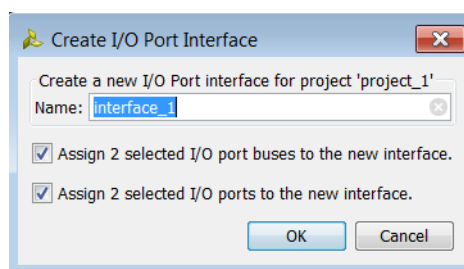 Create I/O Port Interface
Create a new I/O Port interface for project 'project_1'
Name: interface_1
Assign 2 selected I/O port buses to the new interface.
Assign 2 selected I/O ports to the new interface.
OK Cancel